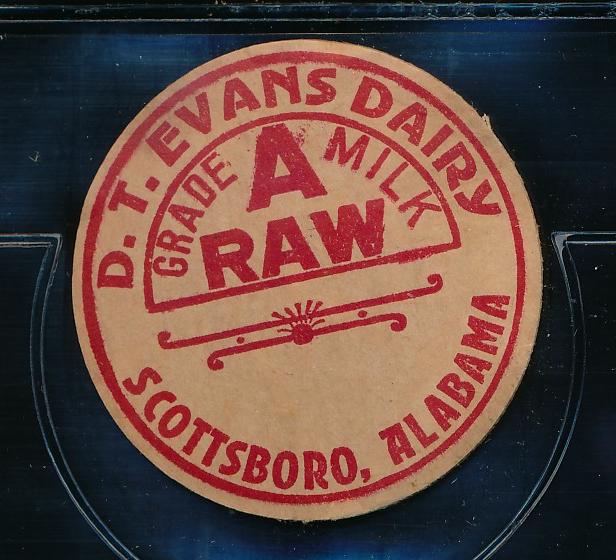 D. T. EVANS DAIRY
GRADE A MILK
RAW
SCOTTSBORO, ALABAMA